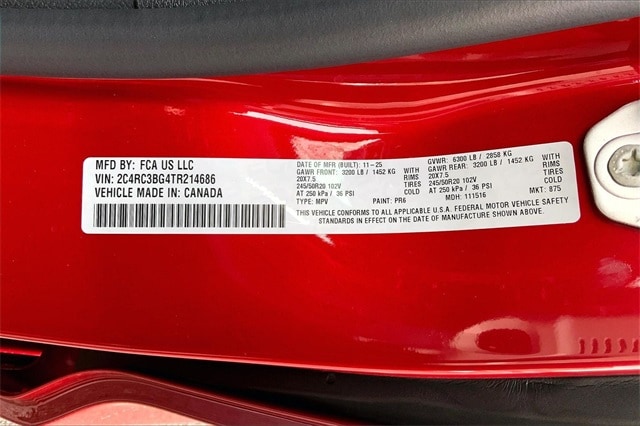 MFD BY: FCA US LLC
VIN: 2C4RC3BG4TR214686
VEHICLE MADE IN: CANADA
DATE OF MFR (BUILT): 11-25 GVWR: 6300 LB / 2858 KG
GAWR FRONT: 3200 LB / 1452 KG WITH GAWR REAR: 3200 LB / 1452 KG WITH
20X7.5 RIMS 20X7.5 RIMS
245/50R20 102V TIRES 245/50R20 102V TIRES
AT 250 kPa / 36 PSI COLD AT 250 kPa / 36 PSI COLD
TYPE: MPV PAINT: PR6 MDH: 111516 MKT: 875
THIS VEHICLE CONFORMS TO ALL APPLICABLE U.S.A. FEDERAL MOTOR VEHICLE SAFETY
STANDARDS IN EFFECT ON THE DATE OF MANUFACTURE SHOWN ABOVE.